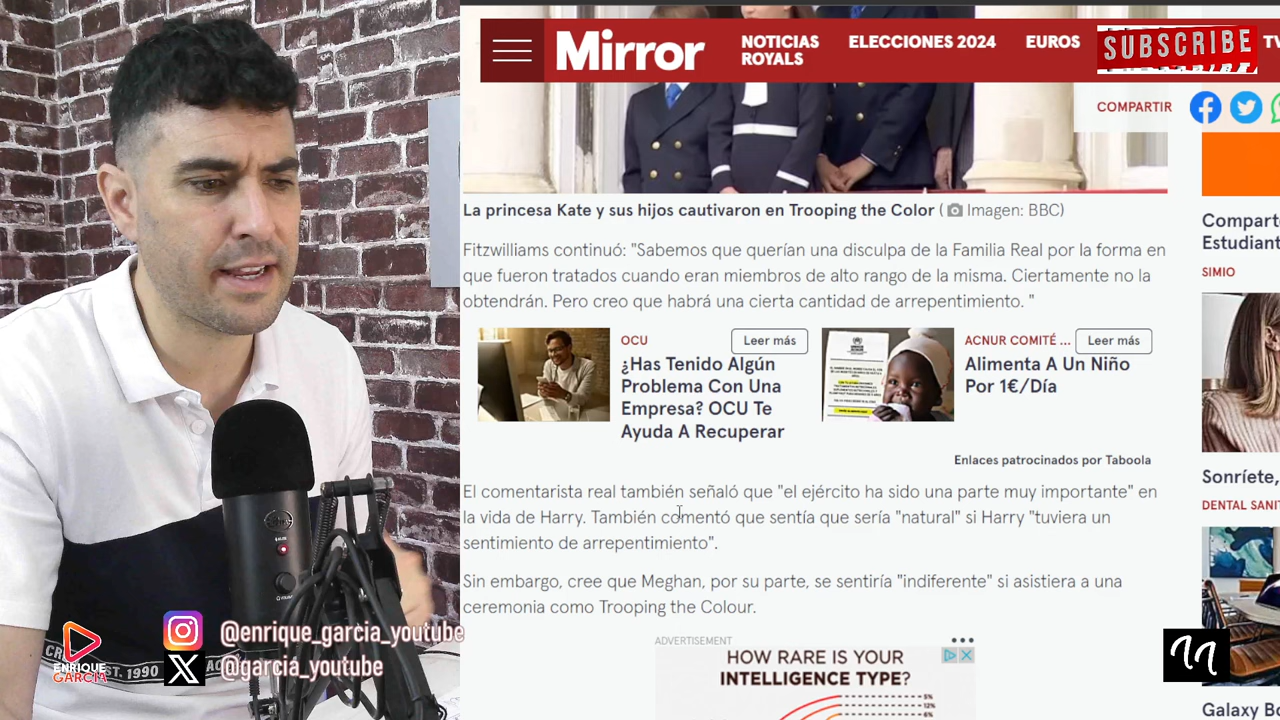 Mirror
NOTICIAS
ROYALS
ELECCIONES 2024
EUROS
SUBSCRIBE
COMPARTIR
La princesa Kate y sus hijos cautivaron en Trooping the Color ( Imagen: BBC)
Fitzwilliams continuó: "Sabemos que querían una disculpa de la Familia Real por la forma en
que fueron tratados cuando eran miembros de alto rango de la misma. Ciertamente no la
obtendrán. Pero creo que habrá una cierta cantidad de arrepentimiento. "
OCU
Leer más
¿Has Tenido Algún
Problema Con Una
Empresa? OCU Te
Ayuda A Recuperar
ACNUR COMITÉ ...
Leer más
Alimenta A Un Niño
Por 1€/Día
Enlaces patrocinados por Taboola
El comentarista real también señaló que "el ejército ha sido una parte muy importante" en
la vida de Harry. También comentó que sentía que sería "natural" si Harry "tuviera un
sentimiento de arrepentimiento".
Sin embargo, cree que Meghan, por su parte, se sentiría "indiferente" si asistiera a una
ceremonia como Trooping the Colour.
ADVERTISEMENT
HOW RARE IS YOUR
INTELLIGENCE TYPE?
5%
12%
6%
SIMIO
Sonríete,
Galaxy
ENRIQUE
GARCIA
@enrique_garcia_youtube
@garcia_youtube
EST. 1990